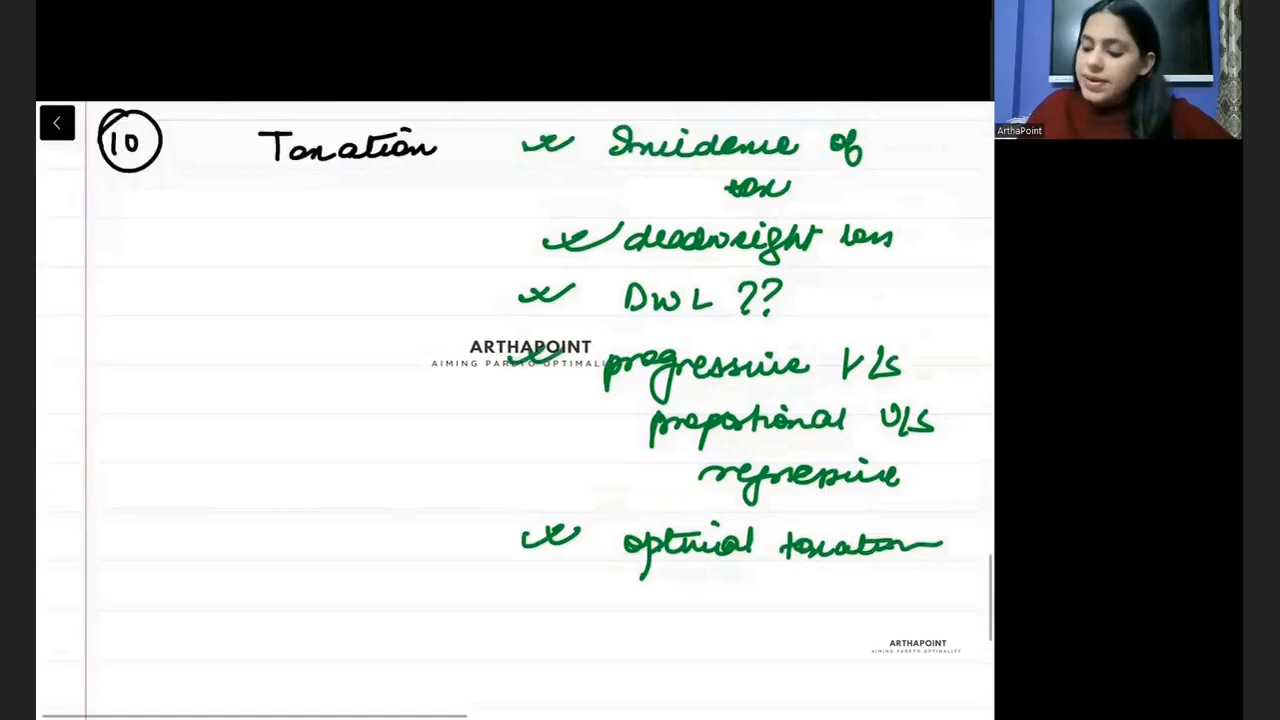 10 Taxation Incidence of
tax
deadweight loss
DWL ??
ARTHAPOINT
AIMING PARETO OPTIMALI
progressive V/s
proportional V/s
regressive
optimal taxation
ARTHAPOINT
AIMING PARETO OPTIMALITY
ArthaPoint